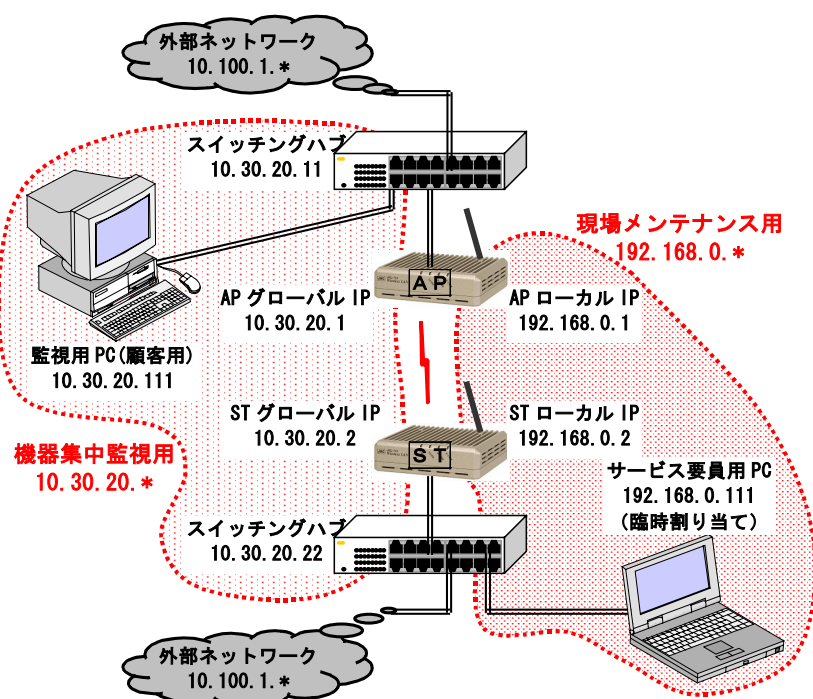 外部ネットワーク
10.100.1.*
スイッチングハブ
10.30.20.11
現場メンテナンス用
192.168.0.*
AP
AP グローバル IP
10.30.20.1
AP ローカル IP
192.168.0.1
監視用 PC(顧客用)
10.30.20.111
ST グローバル IP
10.30.20.2
ST ローカル IP
192.168.0.2
ST
機器集中監視用
10.30.20.*
サービス要員用 PC
192.168.0.111
(臨時割り当て)
スイッチングハブ
10.30.20.22
外部ネットワーク
10.100.1.*